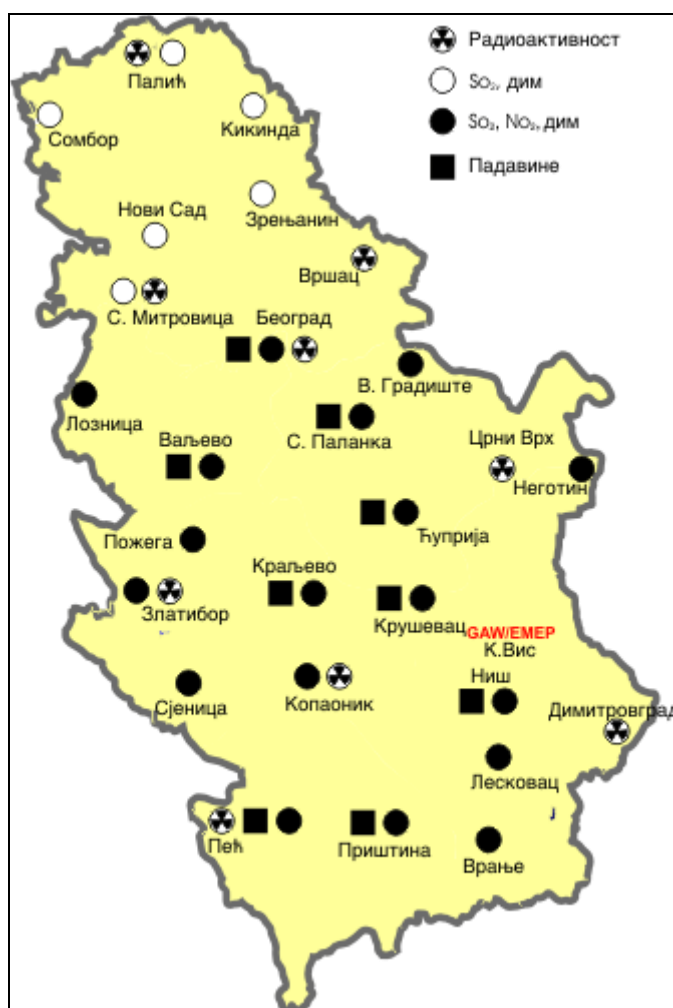 Радиоактивност
So₂, дим
So₂, No₂, дим
Падавине
Палић
Сомбор
Кикинда
Нови Сад
Зрењанин
Вршац
С. Митровица
Београд
В. Градиште
Лозница
Ваљево
С. Паланка
Црни Врх
Неготин
Пожега
Ћуприја
Краљево
Златибор
Крушевац
GAW/EMEP
К.Вис
Ниш
Сјеница
Копаоник
Димитровград
Лесковац
Пећ
Приштина
Врање